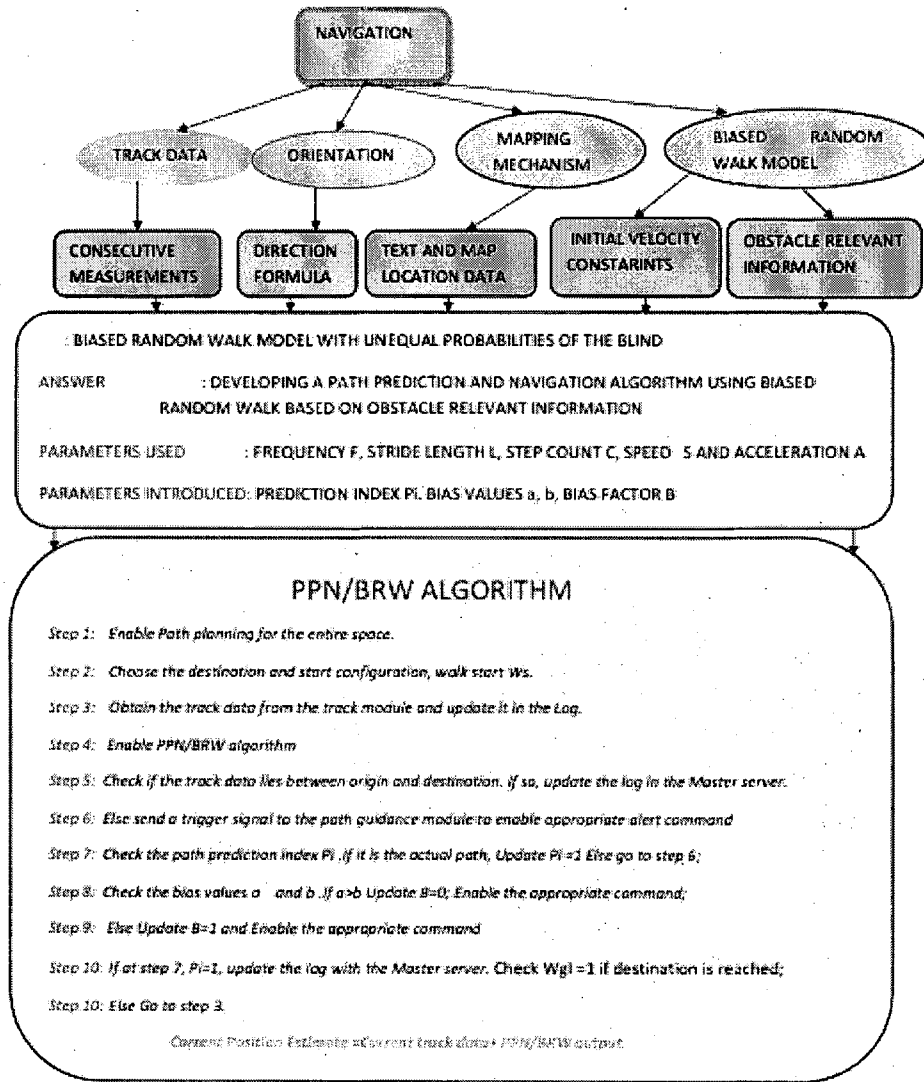 NAVIGATION
TRACK DATA
ORIENTATION
MAPPING
MECHANISM
BIASED RANDOM
WALK MODEL
CONSECUTIVE
MEASUREMENTS
DIRECTION
FORMULA
TEXT AND MAP
LOCATION DATA
INITIAL VELOCITY
CONSTARINTS
OBSTACLE RELEVANT
INFORMATION
: BIASED RANDOM WALK MODEL WITH UNEQUAL PROBABILITIES OF THE BLIND
ANSWER : DEVELOPING A PATH PREDICTION AND NAVIGATION ALGORITHM USING BIASED
RANDOM WALK BASED ON OBSTACLE RELEVANT INFORMATION
PARAMETERS USED : FREQUENCY F, STRIDE LENGTH L, STEP COUNT C, SPEED S AND ACCELERATION A
PARAMETERS INTRODUCED: PREDICTION INDEX Pi, BIAS VALUES a, b, BIAS FACTOR B
PPN/BRW ALGORITHM
Step 1: Enable Path planning for the entire space.
Step 2: Choose the destination and start configuration, walk start Ws.
Step 3: Obtain the track data from the track module and update it in the Log.
Step 4: Enable PPN/BRW algorithm
Step 5: Check if the track data lies between origin and destination. if so, update the log in the Master server.
Step 6: Else send a trigger signal to the path guidance module to enable appropriate alert command
Step 7: Check the path prediction index Pi .If it is the actual path, Update Pi =1 Else go to step 6;
Step 8: Check the bias values a and b .If a>b Update B=0; Enable the appropriate command;
Step 9: Else Update B=1 and Enable the appropriate command
Step 10: If at step 7, Pi=1, update the log with the Master server. Check Wgl =1 if destination is reached;
Step 10: Else Go to step 3.
Current Position Estimate =Current track data+ PPN/BRW output